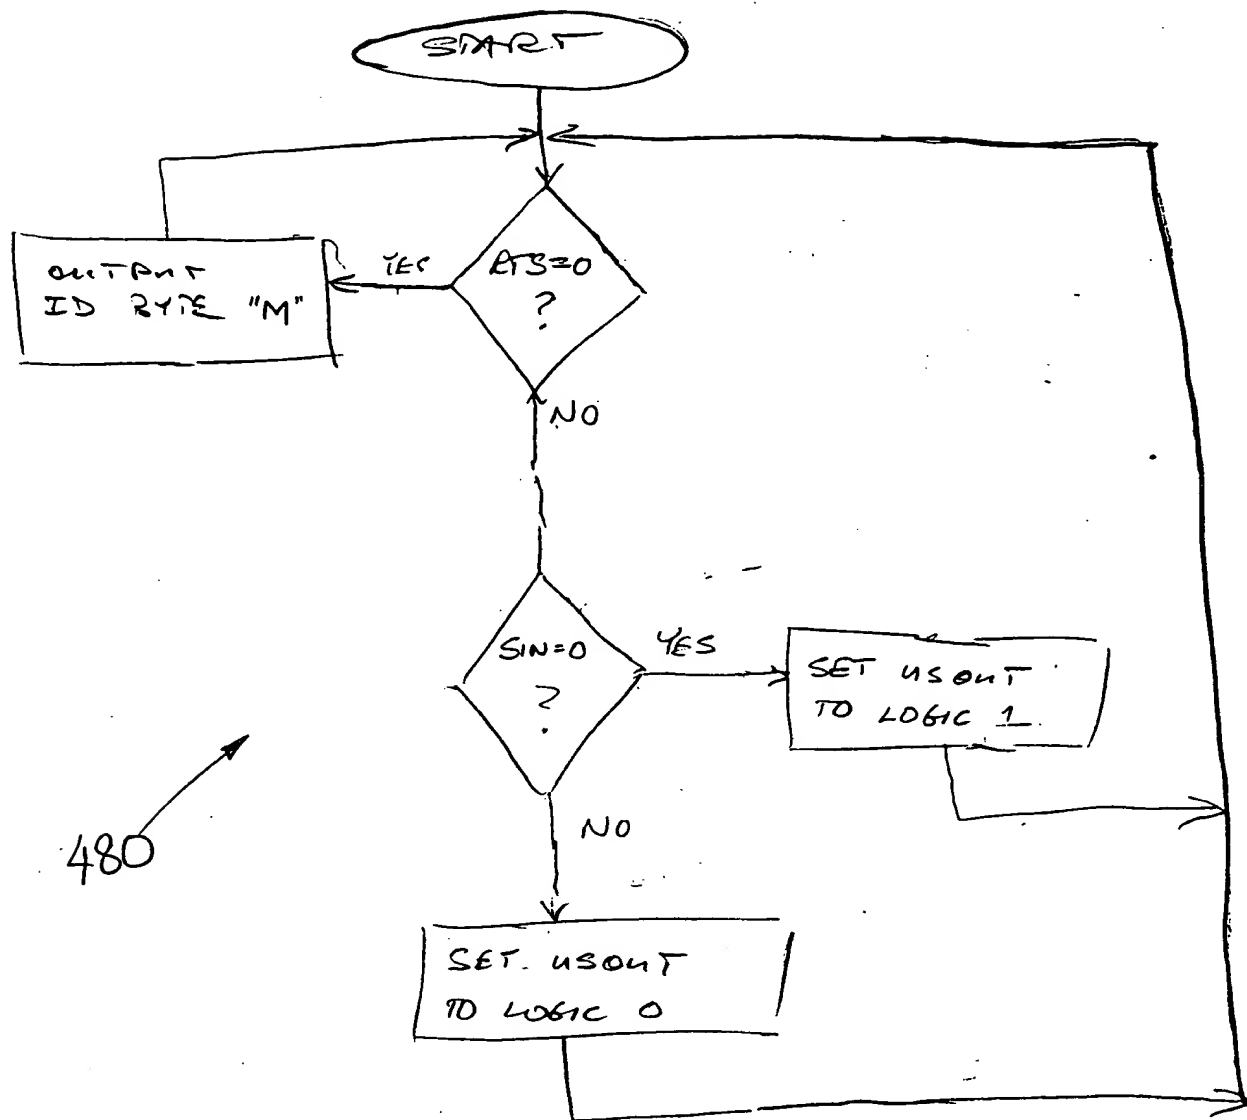 START
RTS=0
?
YES
OUTPUT
ID BYTE "M"
NO
SIN=0
?
YES
SET USOUT
TO LOGIC 1
NO
480
SET USOUT
TO LOGIC 0